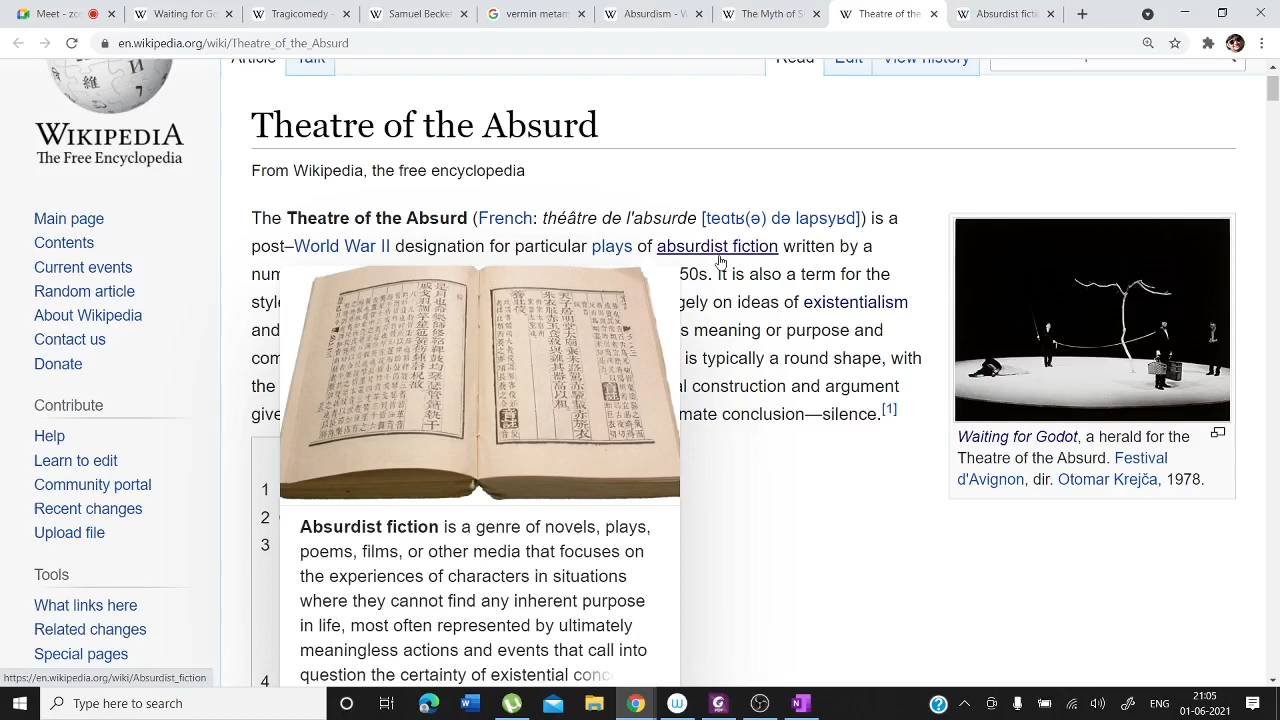 Meet - zco
Waiting for Go
Tragicomedy -
Samuel Becket
vermin metam
Absurdism - W
The Myth of S
Theatre of the
Absurdist ficti
en.wikipedia.org/wiki/Theatre_of_the_Absurd
Article
Talk
Read
Edit
View history
WIKIPEDIA
The Free Encyclopedia
Main page
Contents
Current events
Random article
About Wikipedia
Contact us
Donate
Contribute
Help
Learn to edit
Community portal
Recent changes
Upload file
Tools
What links here
Related changes
Special pages
https://en.wikipedia.org/wiki/Absurdist_fiction
Theatre of the Absurd
From Wikipedia, the free encyclopedia
The Theatre of the Absurd (French: théâtre de l'absurde [teɑtʁ(ə) də lapsyʁd]) is a
post–World War II designation for particular plays of absurdist fiction written by a
num 50s. It is also a term for the
style gely on ideas of existentialism
and s meaning or purpose and
com is typically a round shape, with
the al construction and argument
give mate conclusion—silence.[1]
1
2
3
4
Absurdist fiction is a genre of novels, plays,
poems, films, or other media that focuses on
the experiences of characters in situations
where they cannot find any inherent purpose
in life, most often represented by ultimately
meaningless actions and events that call into
question the certainty of existential conc
Waiting for Godot, a herald for the
Theatre of the Absurd. Festival
d'Avignon, dir. Otomar Krejča, 1978.
Type here to search
ENG
21:05
01-06-2021